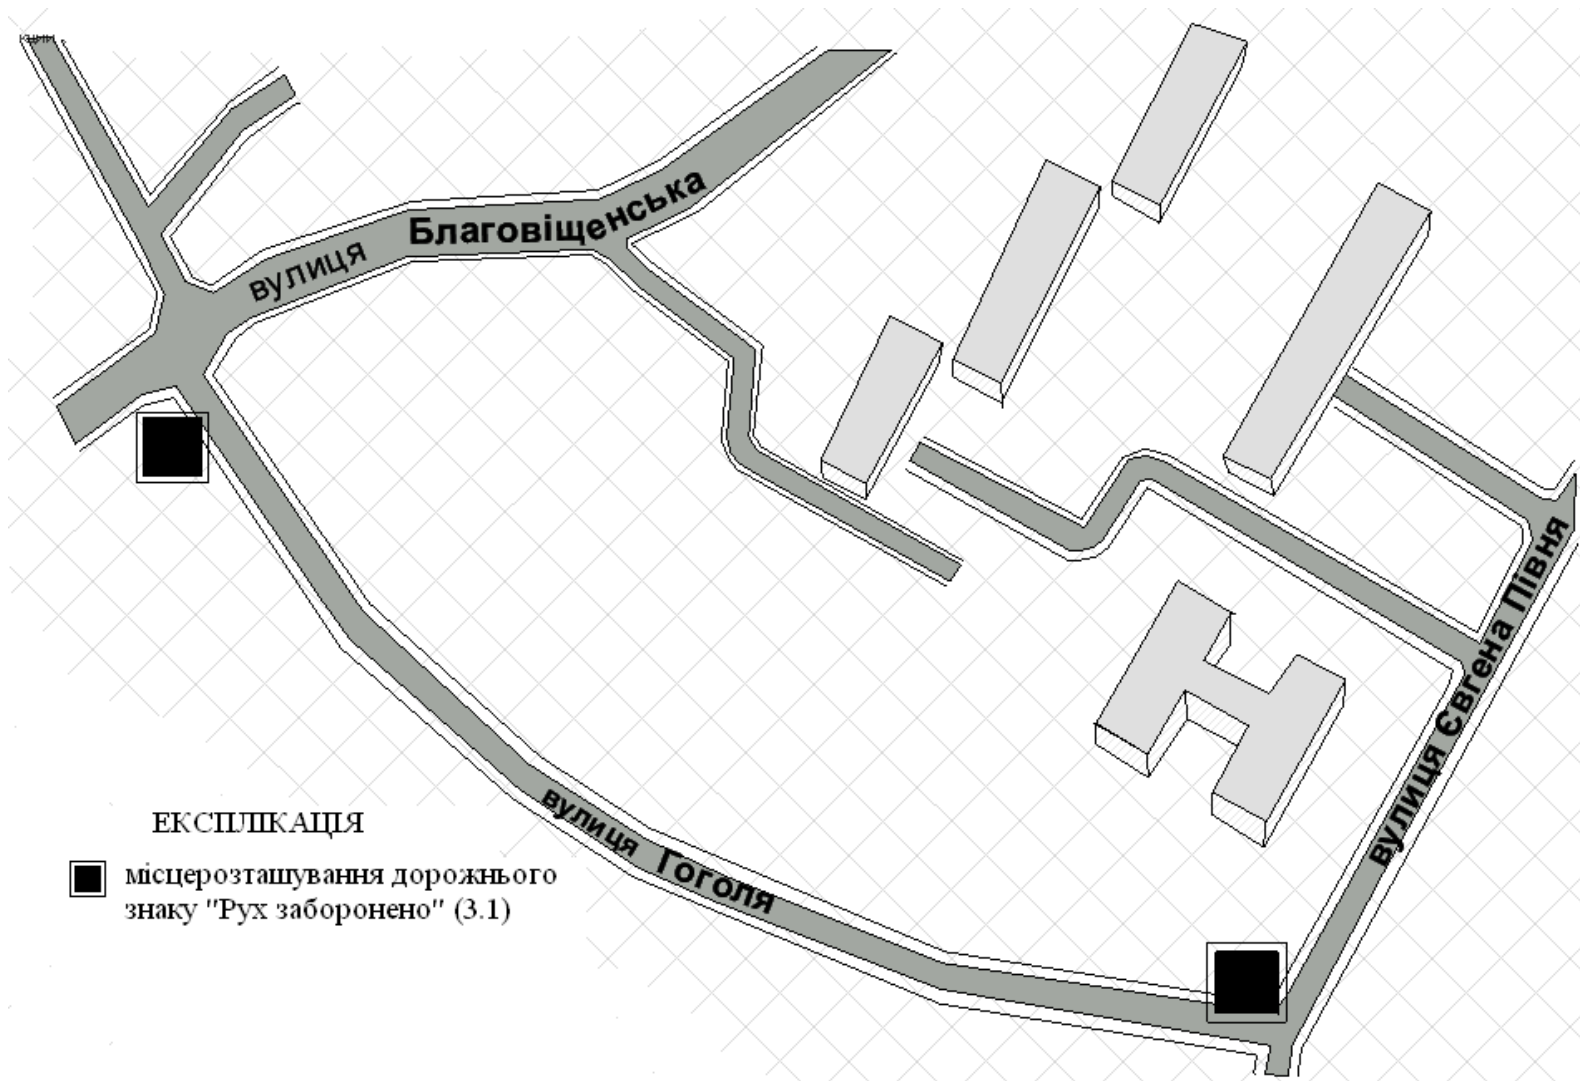 вулиця Благовіщенська
вулиця Євгена Півня
вулиця Гоголя
ЕКСПЛІКАЦІЯ
місцерозташування дорожнього
знаку "Рух заборонено" (3.1)